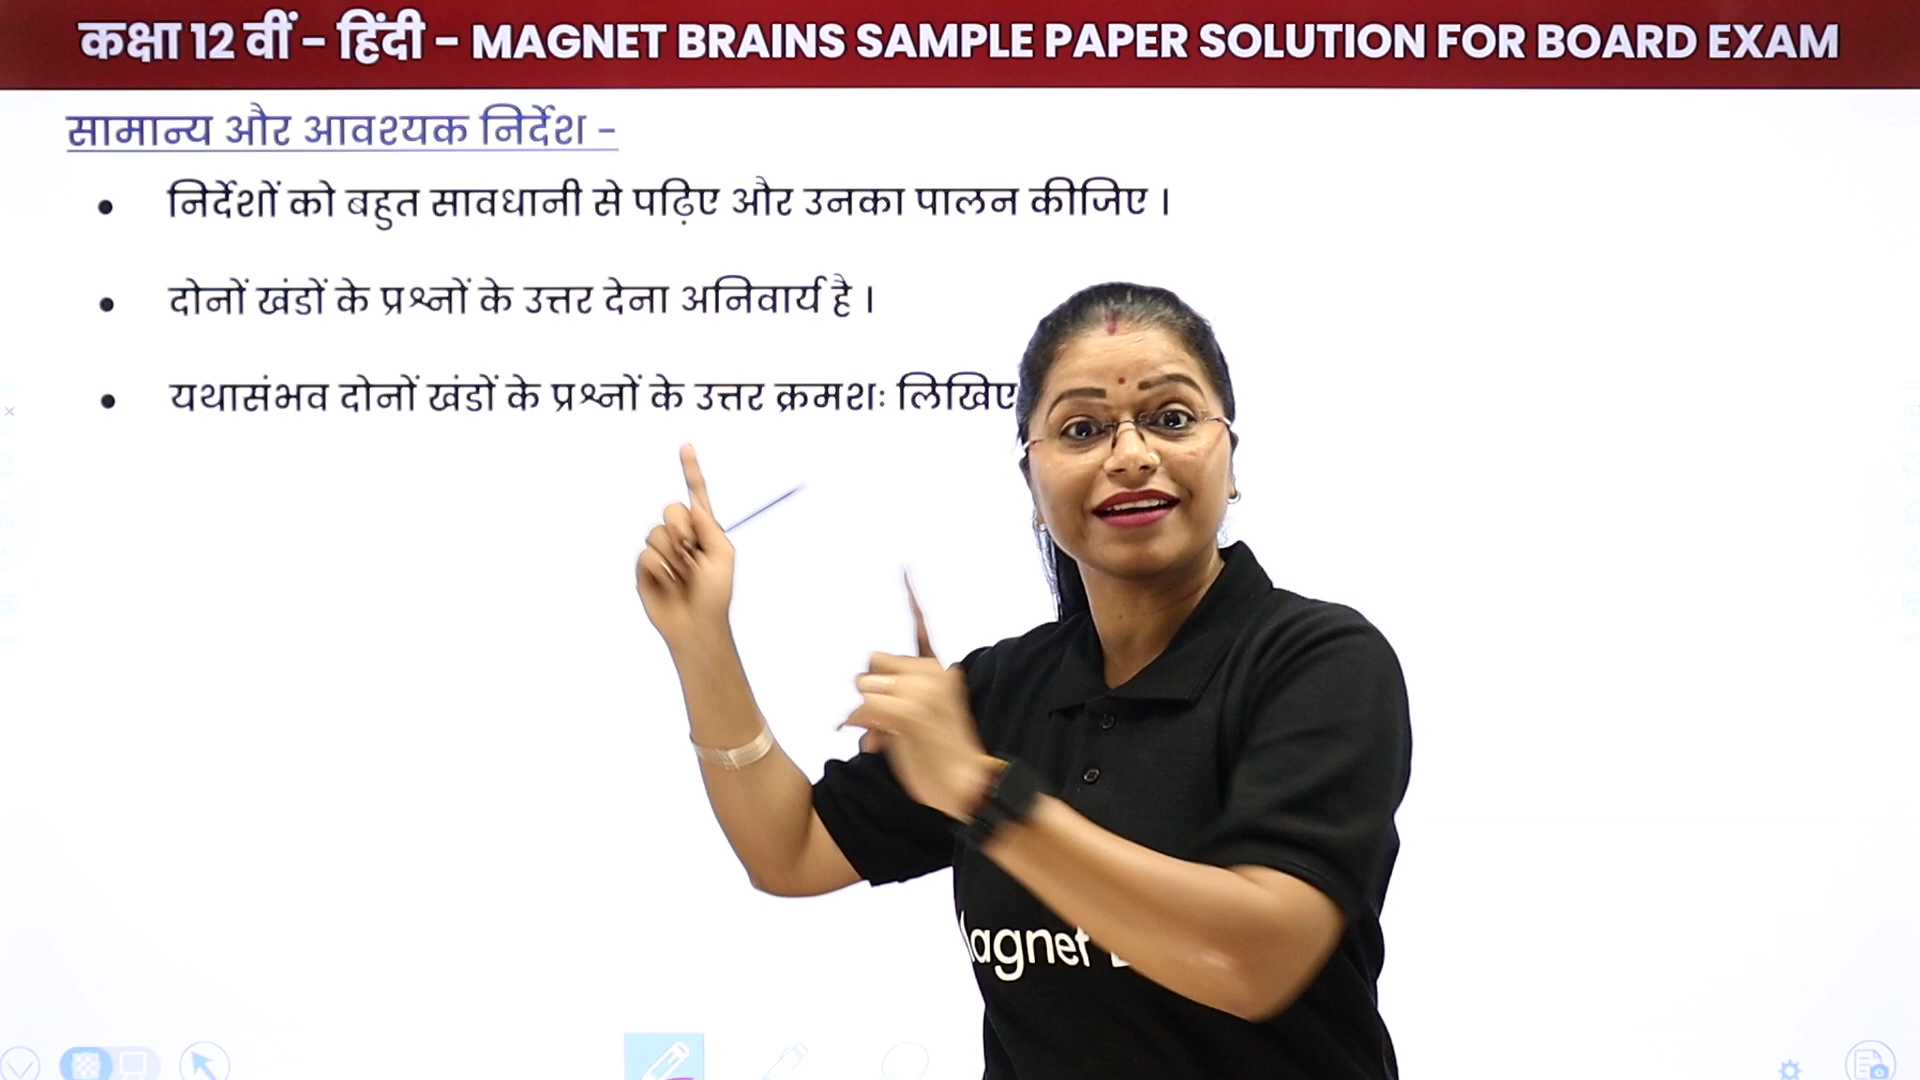 कक्षा 12 वीं - हिंदी - MAGNET BRAINS SAMPLE PAPER SOLUTION FOR BOARD EXAM
सामान्य और आवश्यक निर्देश -
• निर्देशों को बहुत सावधानी से पढ़िए और उनका पालन कीजिए ।
• दोनों खंडों के प्रश्नों के उत्तर देना अनिवार्य है ।
• यथासंभव दोनों खंडों के प्रश्नों के उत्तर क्रमशः लिखिए
agnet